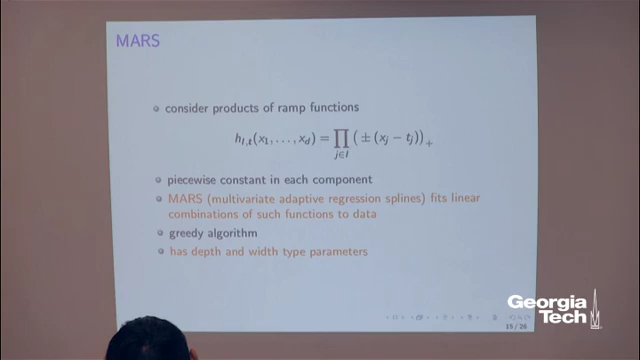 MARS
consider products of ramp functions
h_{I,t}(x_1, ..., x_d) = ∏_{j∈I} (±(x_j − t_j))_+
piecewise constant in each component
MARS (multivariate adaptive regression splines) fits linear
combinations of such functions to data
greedy algorithm
has depth and width type parameters
Georgia
Tech
15 / 26